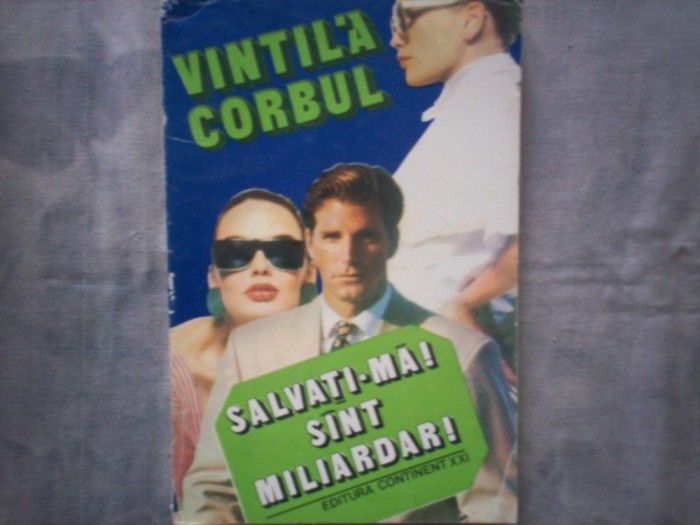 VINTILĂ
CORBUL
SALVAȚI-MĂ!
SÎNT
MILIARDAR!
EDITURA CONTINENT XXI